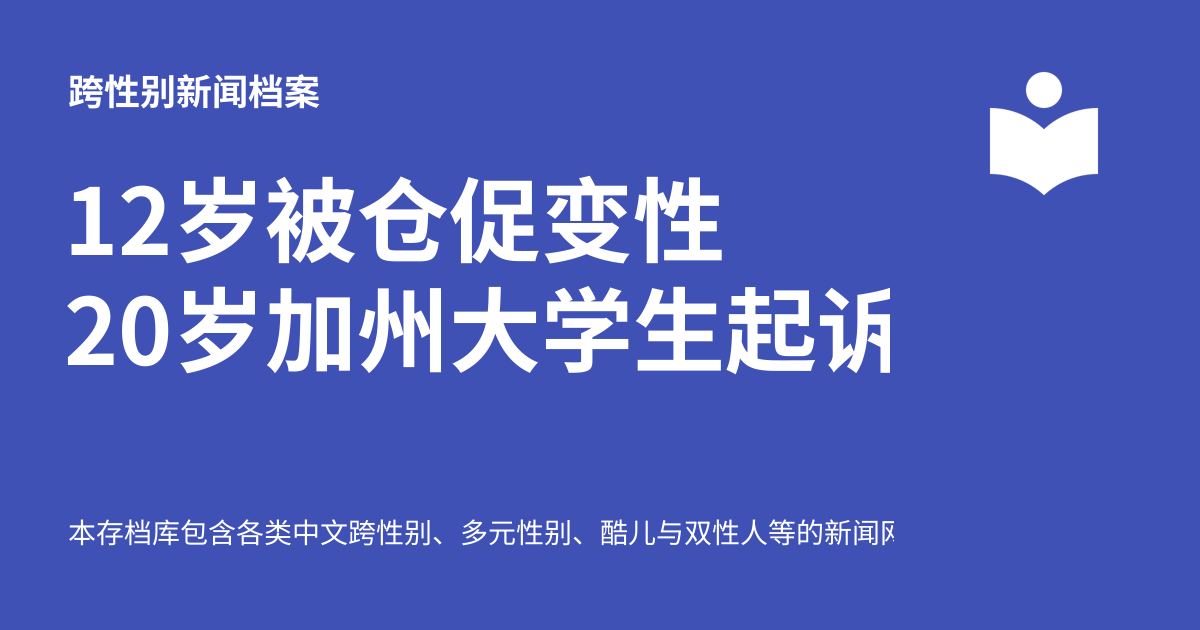 跨性别新闻档案
12岁被仓促变性
20岁加州大学生起诉
本存档库包含各类中文跨性别、多元性别、酷儿与双性人等的新闻